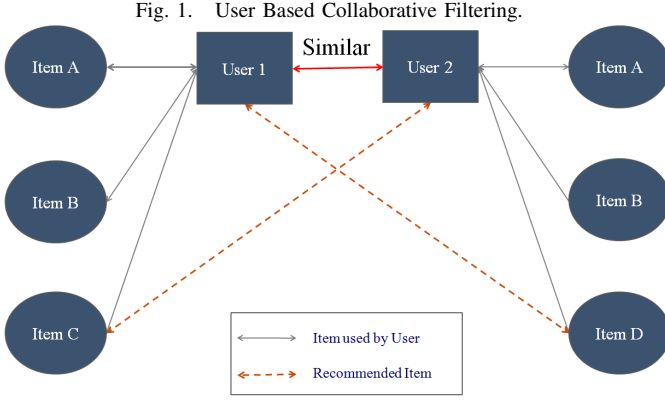 Fig. 1. User Based Collaborative Filtering.
Similar
Item A
User 1
User 2
Item A
Item B
Item B
Item C
Item D
Item used by User
Recommended Item